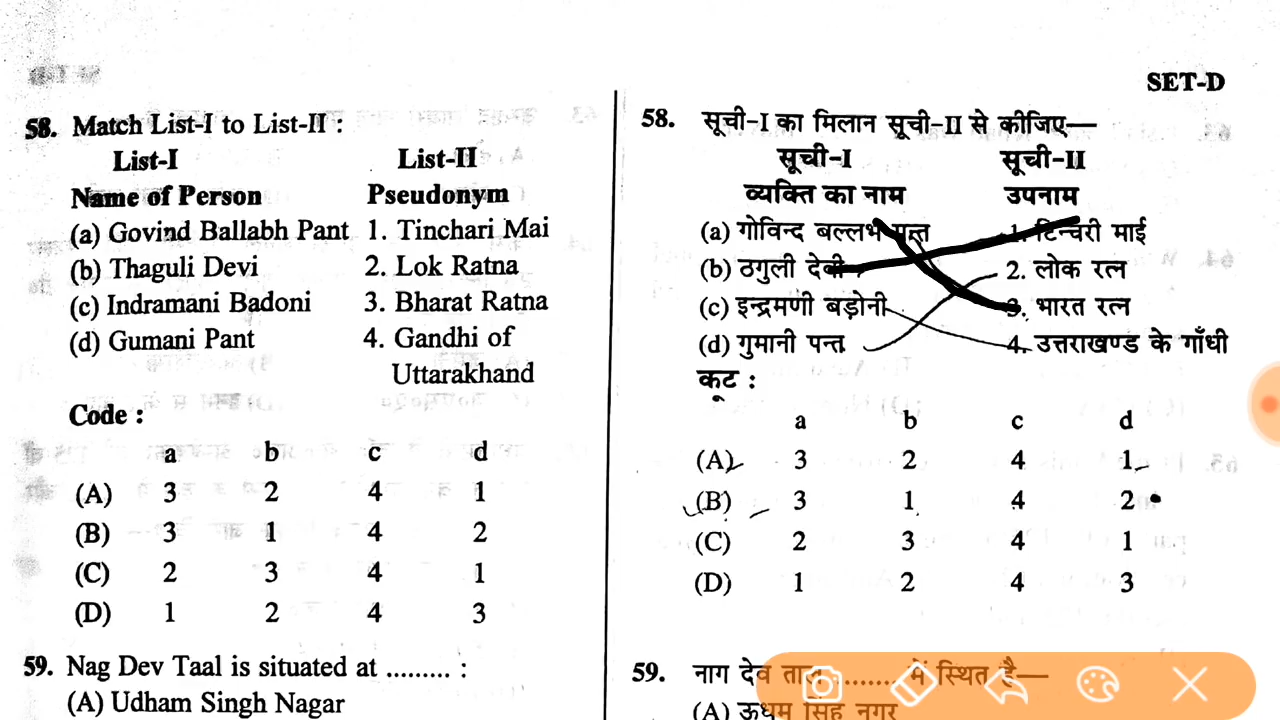 SET-D
58. Match List-I to List-II :
List-I List-II
Name of Person Pseudonym
(a) Govind Ballabh Pant 1. Tinchari Mai
(b) Thaguli Devi 2. Lok Ratna
(c) Indramani Badoni 3. Bharat Ratna
(d) Gumani Pant 4. Gandhi of
Uttarakhand
Code :
a b c d
(A) 3 2 4 1
(B) 3 1 4 2
(C) 2 3 4 1
(D) 1 2 4 3
59. Nag Dev Taal is situated at ......... :
(A) Udham Singh Nagar
58. सूची-I का मिलान सूची-II से कीजिए—
सूची-I सूची-II
व्यक्ति का नाम उपनाम
(a) गोविन्द बल्लभ पन्त 1. टिन्चरी माई
(b) ठगुली देवी 2. लोक रत्न
(c) इन्द्रमणी बड़ोनी 3. भारत रत्न
(d) गुमानी पन्त 4. उत्तराखण्ड के गाँधी
कूट :
a b c d
(A) 3 2 4 1
(B) 3 1 4 2
(C) 2 3 4 1
(D) 1 2 4 3
59. नाग देव ताल ......... में स्थित है—
(A) ऊधम सिंह नगर